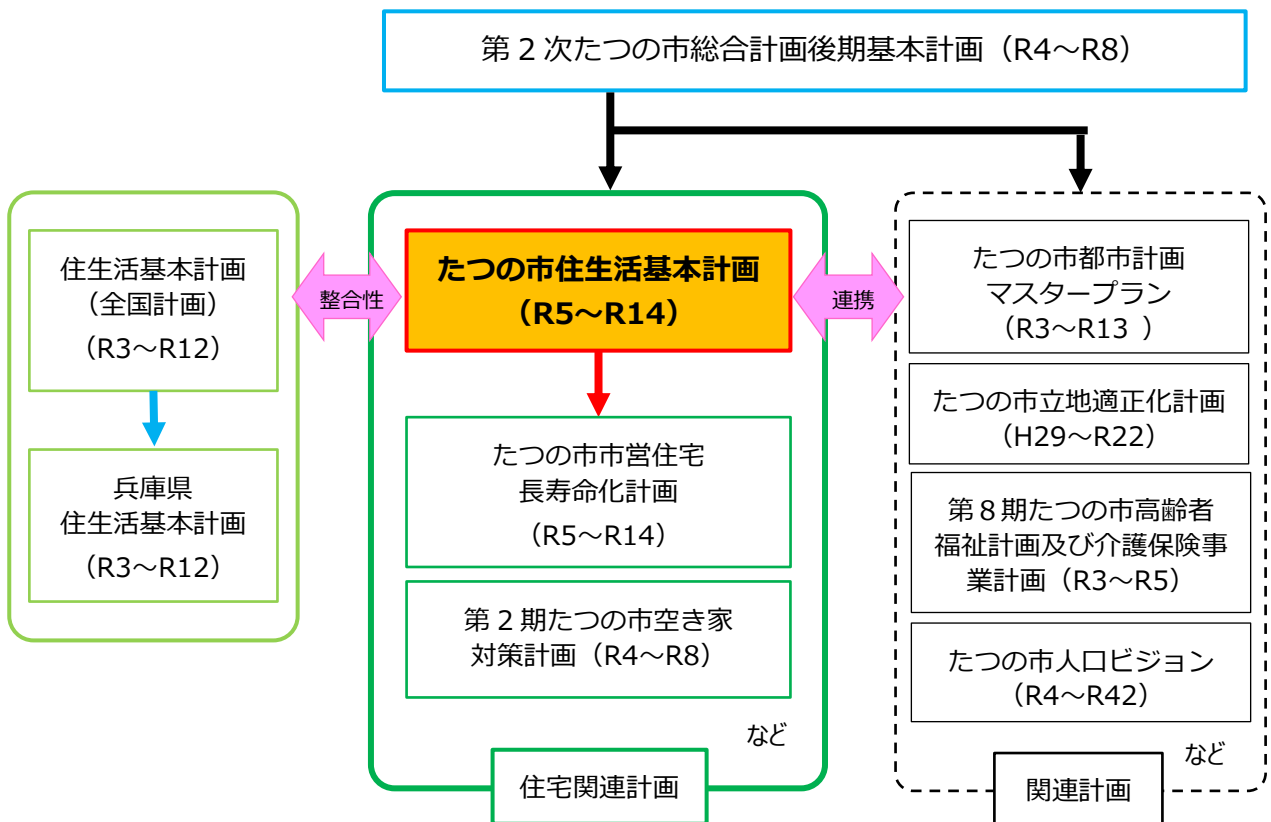 第２次たつの市総合計画後期基本計画（R4～R8）
住生活基本計画
（全国計画）
（R3～R12）
兵庫県
住生活基本計画
（R3～R12）
整合性
たつの市住生活基本計画
（R5～R14）
たつの市市営住宅
長寿命化計画
（R5～R14）
第２期たつの市空き家
対策計画（R4～R8）
など
住宅関連計画
連携
たつの市都市計画
マスタープラン
（R3～R13 ）
たつの市立地適正化計画
（H29～R22）
第８期たつの市高齢者
福祉計画及び介護保険事
業計画（R3～R5）
たつの市人口ビジョン
（R4～R42）
など
関連計画